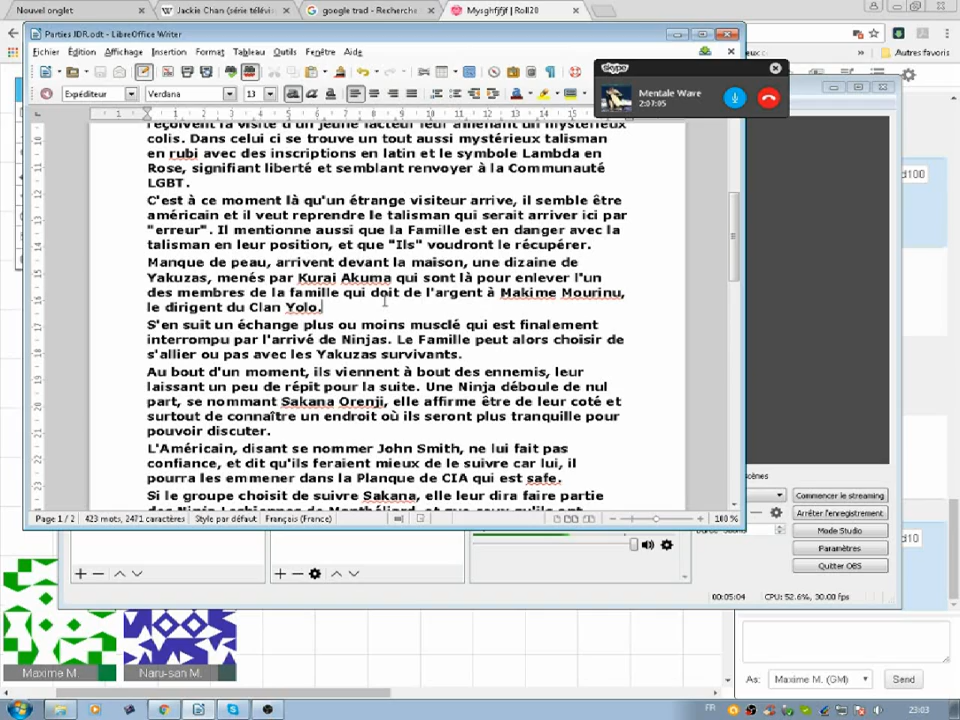 Nouvel onglet
Jackie Chan (série télévi
google trad - Recherche
Mysghfjfjf | Roll20
Autres favoris
Parties JDR.odt - LibreOffice Writer
Fichier Edition Affichage Insertion Format Tableau Outils Fenêtre Aide
Expéditeur Verdana 13
skype
Mentale Wave
2:07:05
reçoivent la visite d'un jeune facteur leur amenant un mystérieux
colis. Dans celui ci se trouve un tout aussi mystérieux talisman
en rubi avec des inscriptions en latin et le symbole Lambda en
Rose, signifiant liberté et semblant renvoyer à la Communauté
LGBT.
C'est à ce moment là qu'un étrange visiteur arrive, il semble être
américain et il veut reprendre le talisman qui serait arriver ici par
"erreur". Il mentionne aussi que la Famille est en danger avec la
talisman en leur position, et que "Ils" voudront le récupérer.
Manque de peau, arrivent devant la maison, une dizaine de
Yakuzas, menés par Kurai Akuma qui sont là pour enlever l'un
des membres de la famille qui doit de l'argent à Makime Mourinu,
le dirigent du Clan Yolo.
S'en suit un échange plus ou moins musclé qui est finalement
interrompu par l'arrivé de Ninjas. Le Famille peut alors choisir de
s'allier ou pas avec les Yakuzas survivants.
Au bout d'un moment, ils viennent à bout des ennemis, leur
laissant un peu de répit pour la suite. Une Ninja déboule de nul
part, se nommant Sakana Orenji, elle affirme être de leur coté et
surtout de connaître un endroit où ils seront plus tranquille pour
pouvoir discuter.
L'Américain, disant se nommer John Smith, ne lui fait pas
confiance, et dit qu'ils feraient mieux de le suivre car lui, il
pourra les emmener dans la Planque de CIA qui est safe.
Si le groupe choisit de suivre Sakana, elle leur dira faire partie
Page 1 / 2 423 mots, 2471 caractères Style par défaut Français (France) 100 %
d100
cènes
Commencer le streaming
Arrêter l'enregistrement
Mode Studio
Paramètres
Quitter OBS
00:05:04 CPU: 52.6%, 30.00 fps
d10
Maxime M.
Naru-san M.
As: Maxime M. (GM) Send
FR 23:03